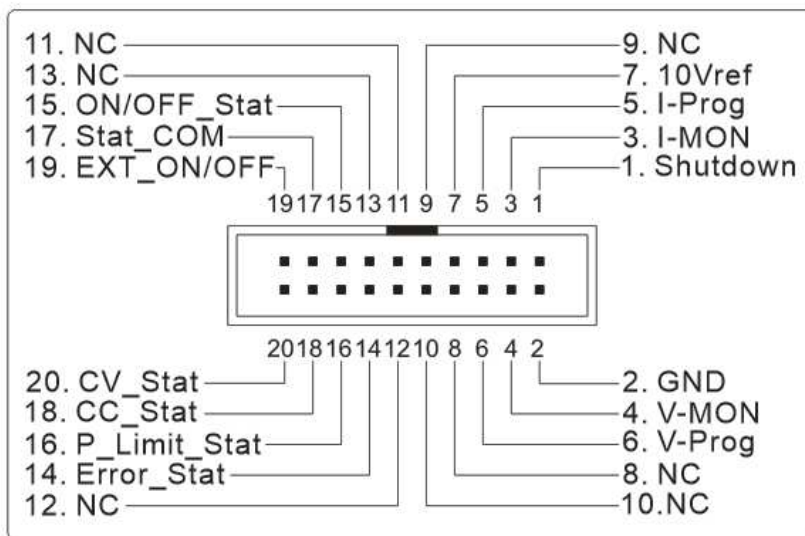 11. NC
13. NC
15. ON/OFF_Stat
17. Stat_COM
19. EXT_ON/OFF
9. NC
7. 10Vref
5. I-Prog
3. I-MON
1. Shutdown
19 17 15 13 11 9 7 5 3 1
20 18 16 14 12 10 8 6 4 2
20. CV_Stat
18. CC_Stat
16. P_Limit_Stat
14. Error_Stat
12. NC
2. GND
4. V-MON
6. V-Prog
8. NC
10.NC